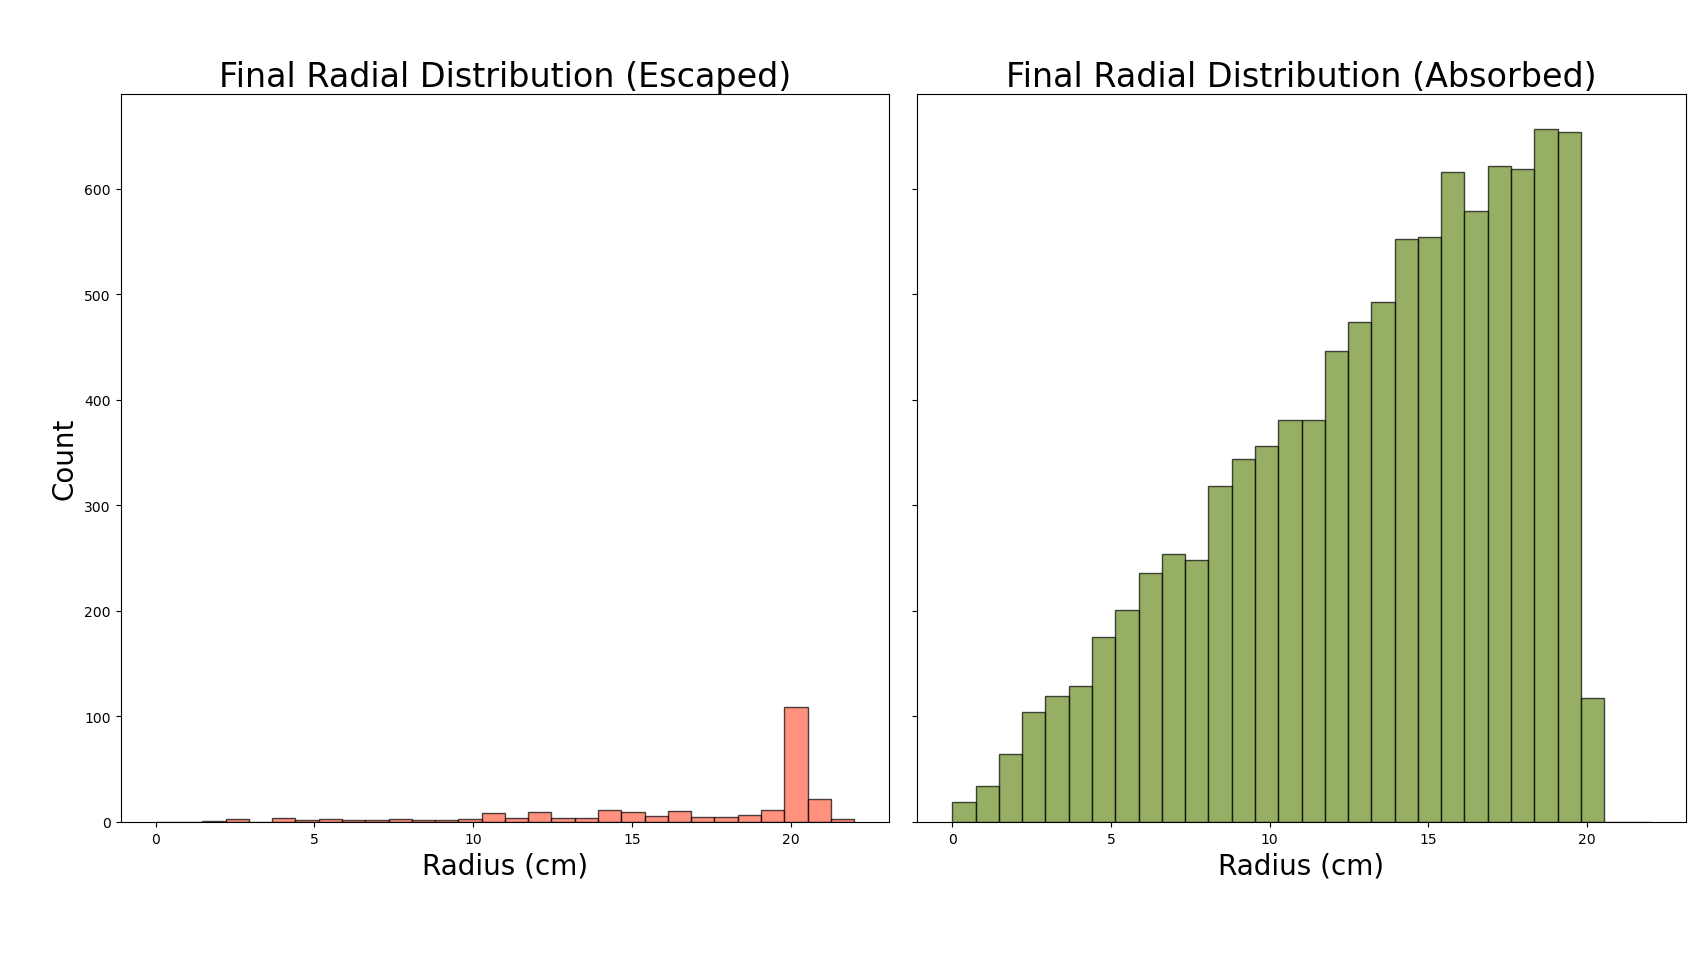 Final Radial Distribution (Escaped)
Final Radial Distribution (Absorbed)
Count
600
500
400
300
200
100
0
0 5 10 15 20
0 5 10 15 20
Radius (cm)
Radius (cm)